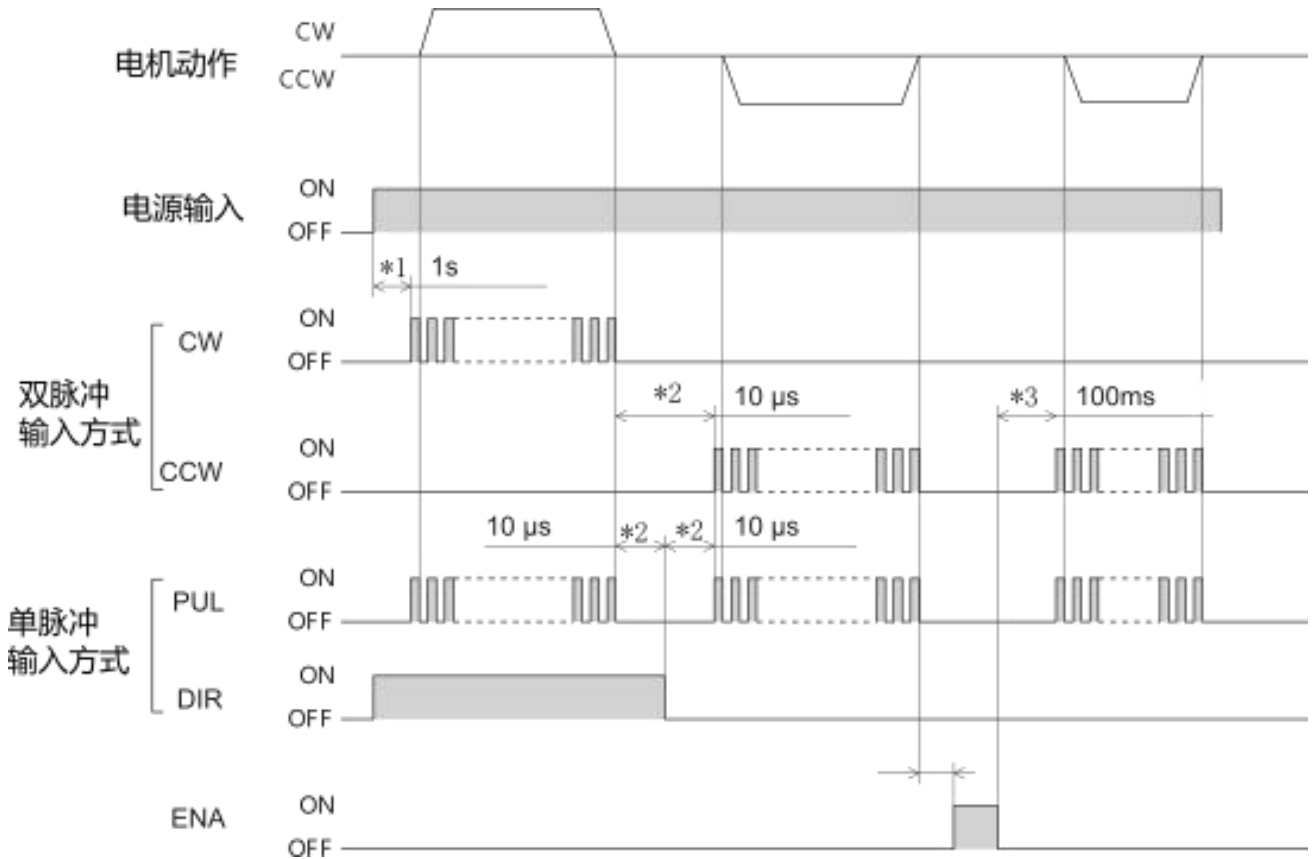 CW
电机动作
CCW
ON
电源输入
OFF
*1 1s
ON
CW
OFF
双脉冲
输入方式
*2 10 μs *3 100ms
ON
CCW
OFF
10 μs *2 *2 10 μs
ON
PUL
OFF
单脉冲
输入方式
ON
DIR
OFF
ON
ENA
OFF